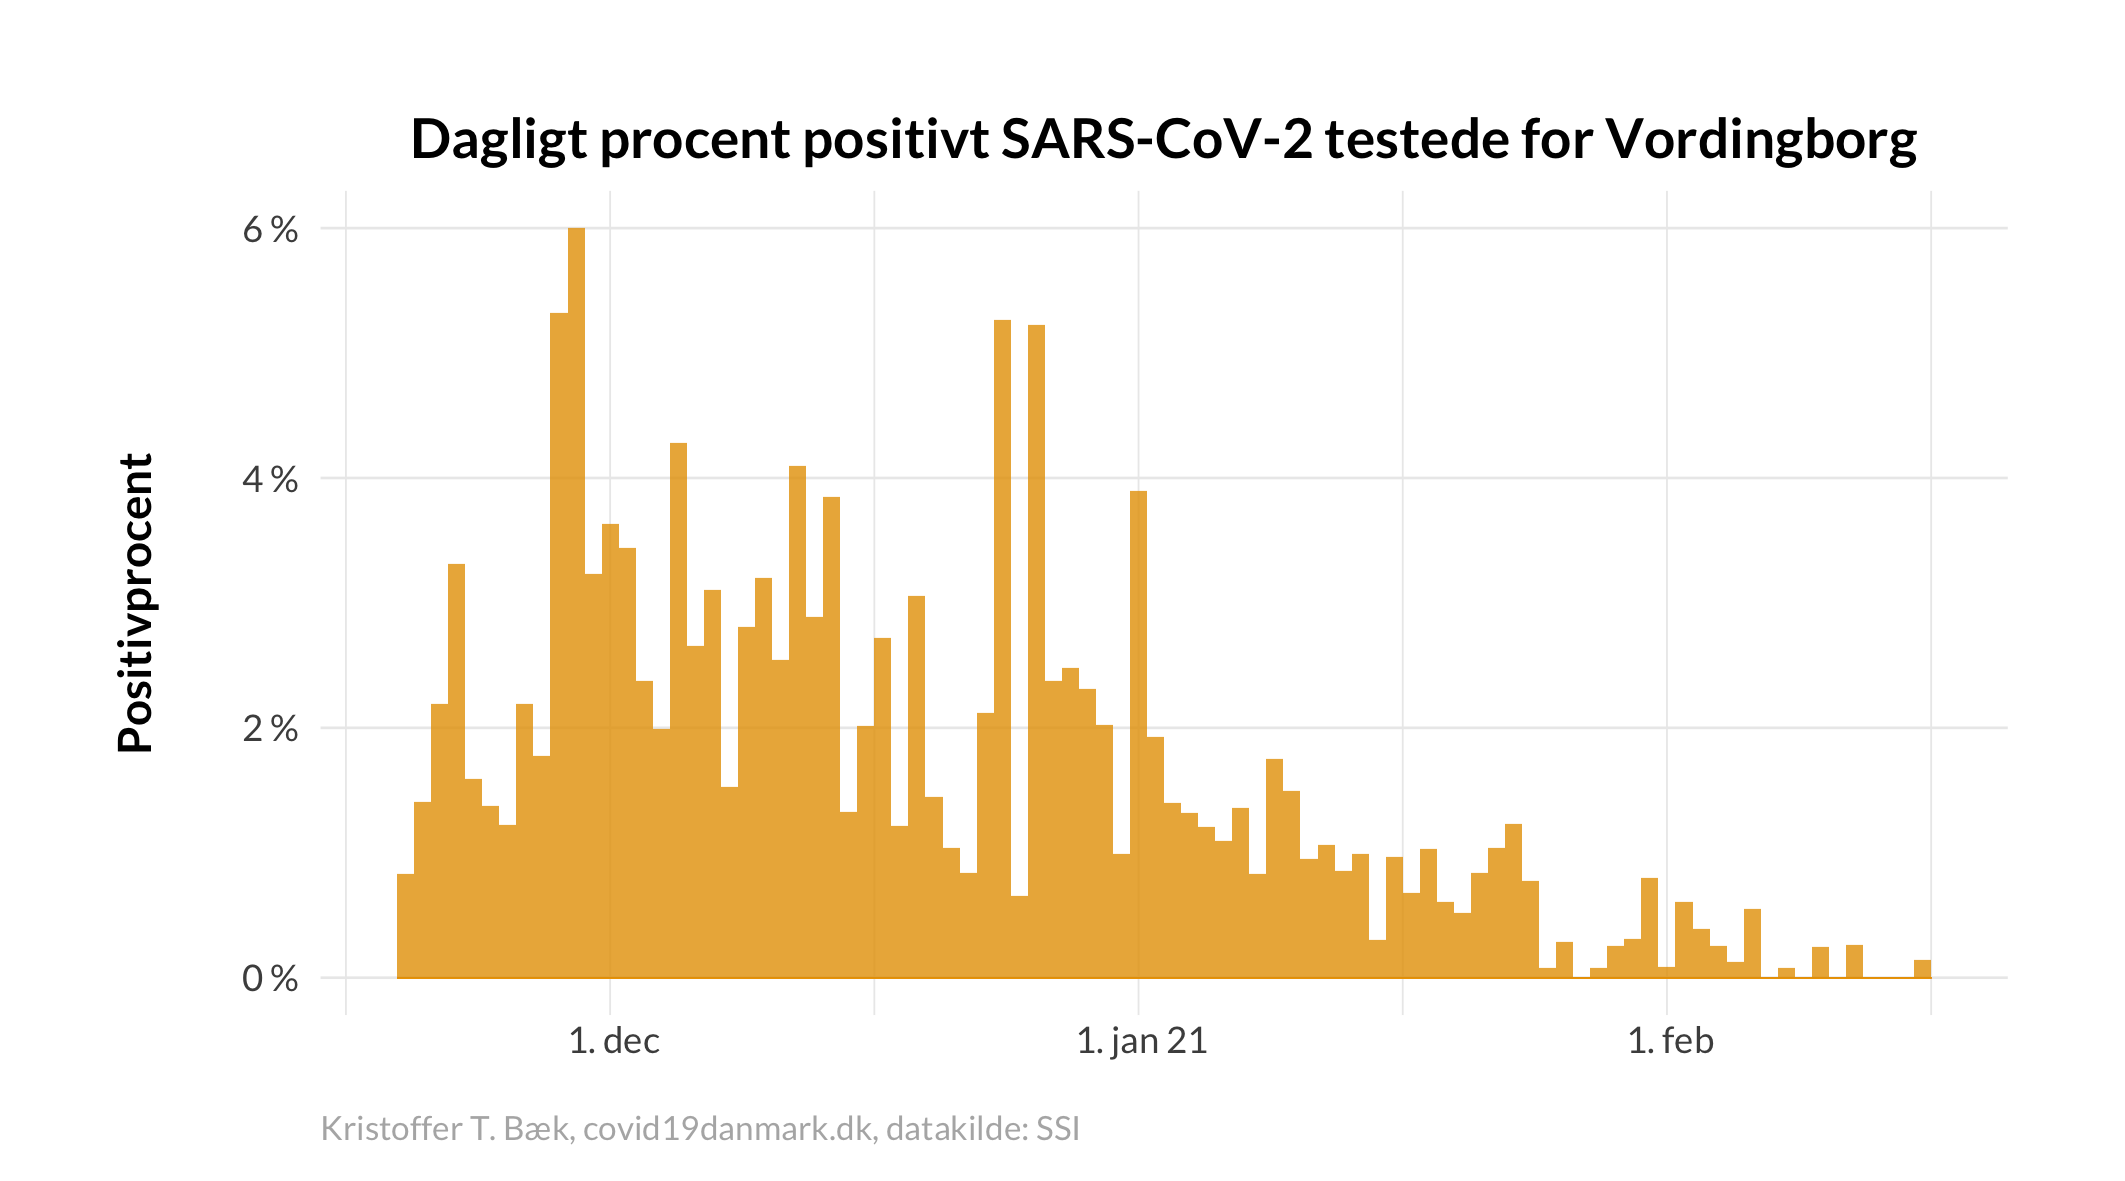 Dagligt procent positivt SARS-CoV-2 testede for Vordingborg
Positivprocent
6 %
4 %
2 %
0 %
1. dec
1. jan 21
1. feb
Kristoffer T. Bæk, covid19danmark.dk, datakilde: SSI